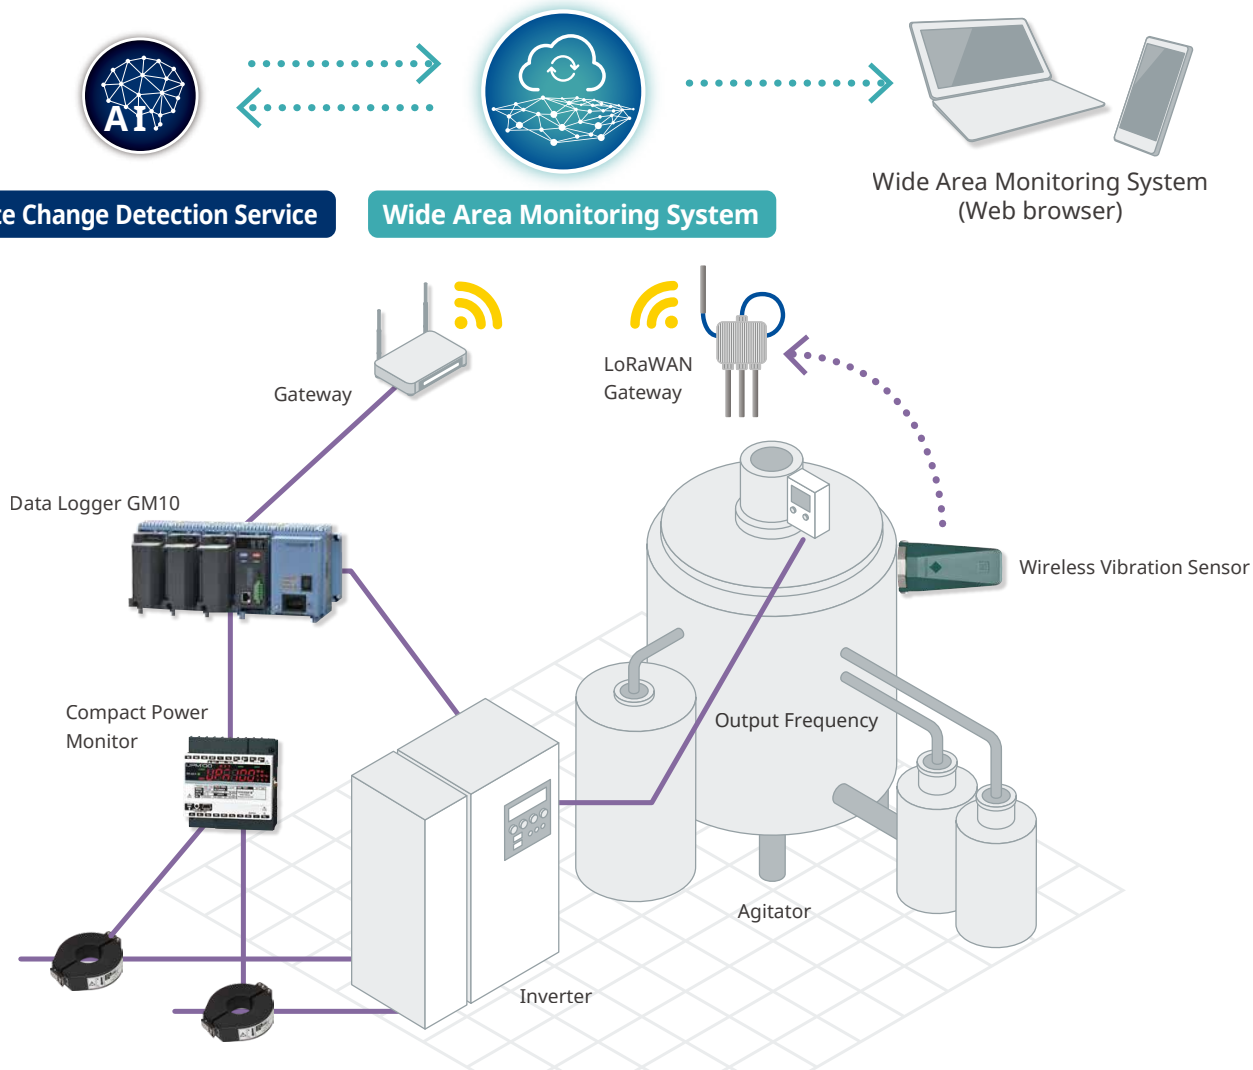 AI
Change Detection Service
Wide Area Monitoring System
Wide Area Monitoring System
(Web browser)
LoRaWAN
Gateway
Gateway
Data Logger GM10
Wireless Vibration Sensor
Compact Power
Monitor
Output Frequency
UPM100
Agitator
Inverter